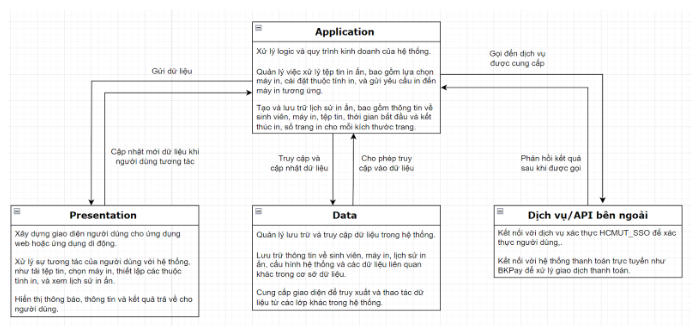 Application
Xử lý logic và quy trình kinh doanh của hệ thống.
Quản lý việc xử lý tệp tin in ấn, bao gồm lựa chọn
máy in, cài đặt thuộc tính in, và gửi yêu cầu in đến
máy in tương ứng.
Tạo và lưu trữ lịch sử in ấn, bao gồm thông tin về
sinh viên, máy in, tệp tin, thời gian bắt đầu và kết
thúc in, số trang in cho mỗi kích thước trang.
Gửi dữ liệu
Gọi đến dịch vụ
được cung cấp
Cập nhật mới dữ liệu khi
người dùng tương tác
Truy cập và
cập nhật dữ liệu
Cho phép truy
cập vào dữ liệu
Phản hồi kết quả
sau khi được gọi
Presentation
Xây dựng giao diện người dùng cho ứng dụng
web hoặc ứng dụng di động.
Xử lý sự tương tác của người dùng với hệ thống,
như tải tệp tin, chọn máy in, thiết lập các thuộc
tính in, và xem lịch sử in ấn.
Hiển thị thông báo, thông tin và kết quả trả về cho
người dùng.
Data
Quản lý lưu trữ và truy cập dữ liệu trong hệ thống.
Lưu trữ thông tin về sinh viên, máy in, lịch sử in
ấn, cấu hình hệ thống và các dữ liệu liên quan
khác trong cơ sở dữ liệu.
Cung cấp giao diện để truy xuất và thao tác dữ
liệu từ các lớp khác trong hệ thống.
Dịch vụ/API bên ngoài
Kết nối với dịch vụ xác thực HCMUT_SSO để xác
thực người dùng,.
Kết nối với hệ thống thanh toán trực tuyến như
BKPay để xử lý giao dịch thanh toán.